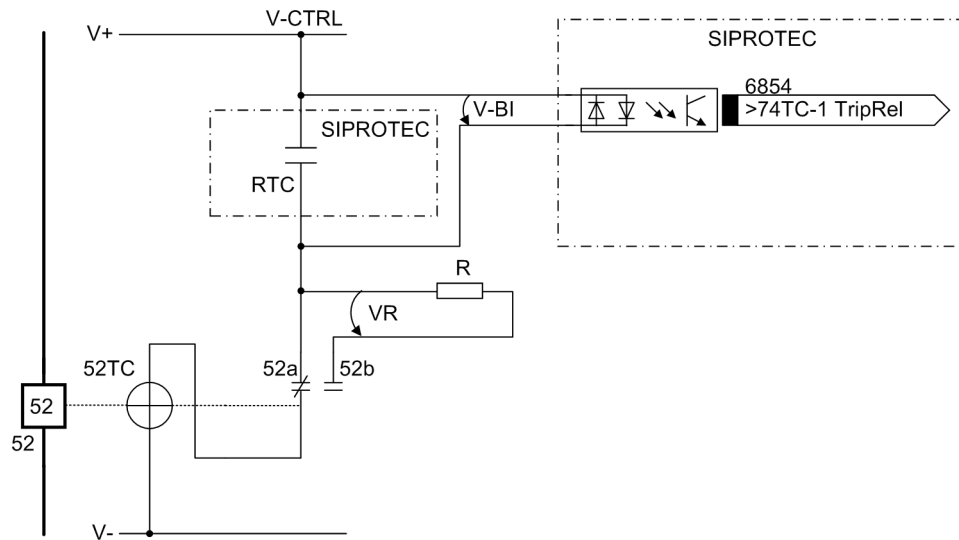 V-CTRL
V+
SIPROTEC
6854
>74TC-1 TripRel
V-BI
SIPROTEC
RTC
R
VR
52TC
52a
52b
52
52
V-